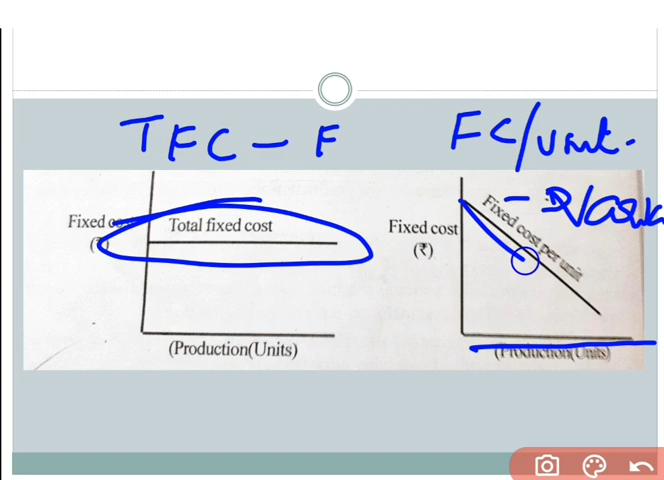 TFC - F
FC/unit.
Fixed cost
(₹)
Total fixed cost
(Production(Units)
Fixed cost
(₹)
Fixed cost per unit
(Production(Units)